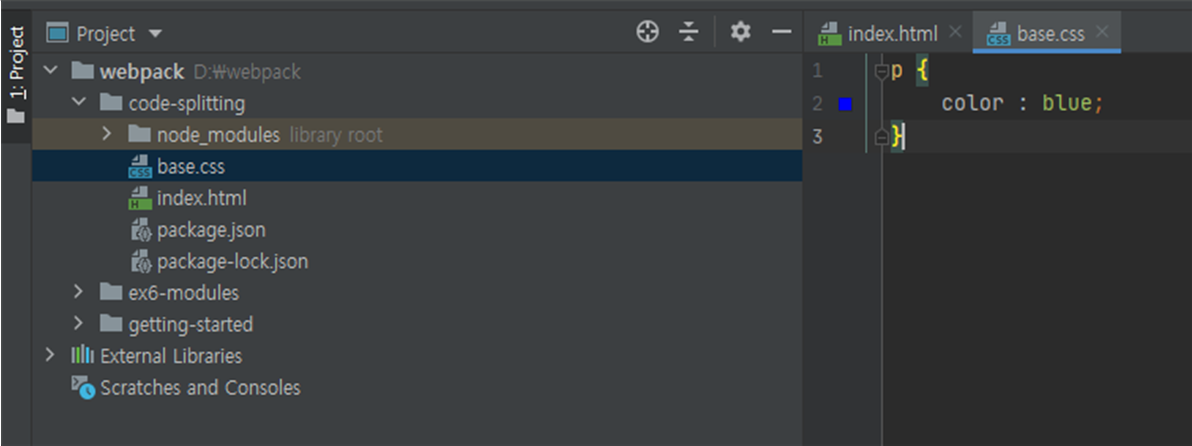 1: Project
Project
webpack D:₩webpack
code-splitting
node_modules library root
base.css
index.html
package.json
package-lock.json
ex6-modules
getting-started
External Libraries
Scratches and Consoles
index.html base.css
1 p {
2 color : blue;
3 }